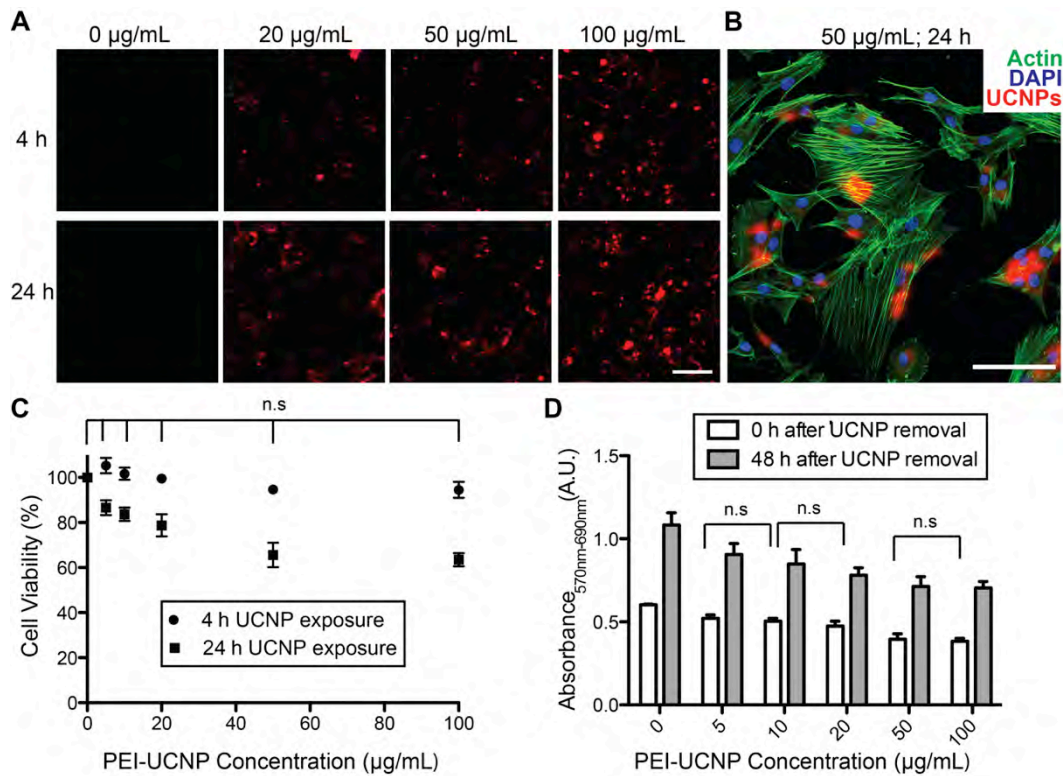 A
0 µg/mL 20 µg/mL 50 µg/mL 100 µg/mL
4 h
24 h
B
50 µg/mL; 24 h
Actin
DAPI
UCNPs
C
n.s
Cell Viability (%)
100
80
60
40
20
0
4 h UCNP exposure
24 h UCNP exposure
0 20 40 60 80 100
PEI-UCNP Concentration (µg/mL)
D
0 h after UCNP removal
48 h after UCNP removal
Absorbance570nm-690nm(A.U.)
1.5
1.0
0.5
0.0
n.s n.s n.s
0 5 10 20 50 100
PEI-UCNP Concentration (µg/mL)